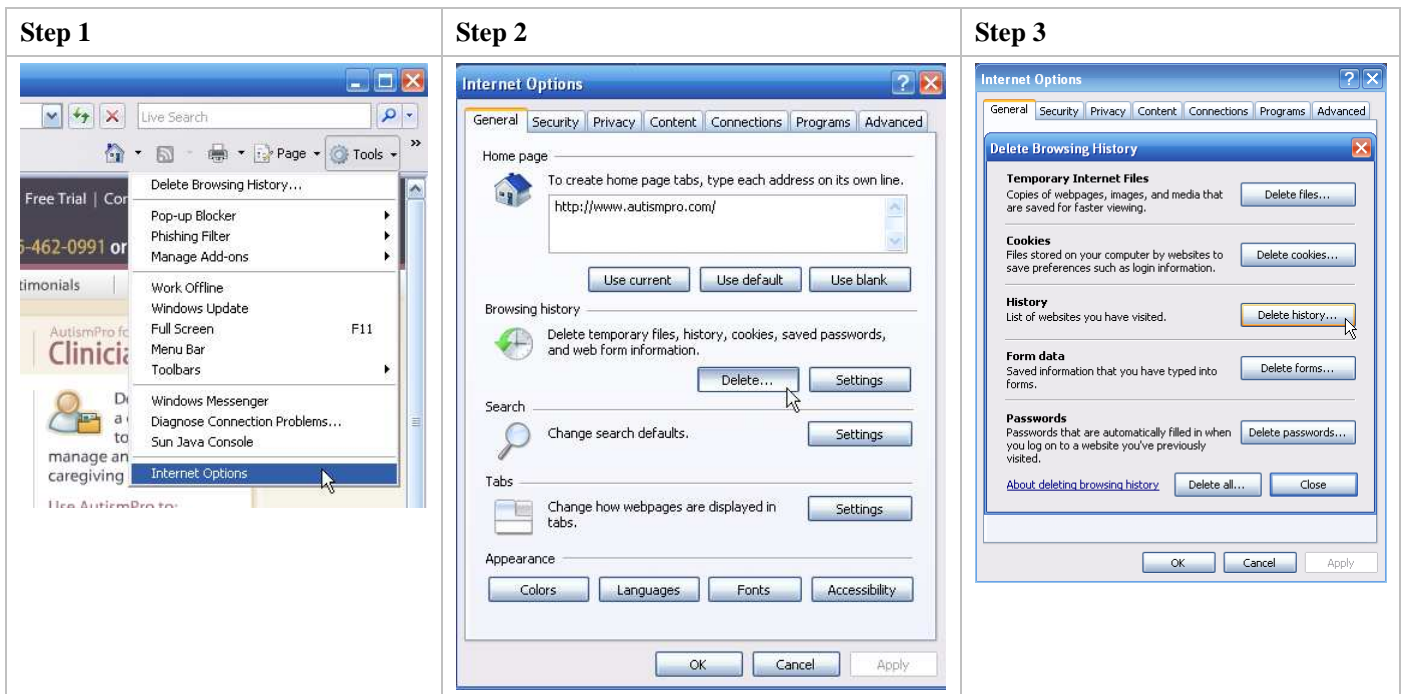 Step 1
Step 2
Step 3
Live Search
Page
Tools
»
Free Trial | Cor
6-462-0991 or
timonials
AutismPro fo
Clinicia
manage an
caregiving
Use AutismPro to:
Delete Browsing History...
Pop-up Blocker
Phishing Filter
Manage Add-ons
Work Offline
Windows Update
Full Screen F11
Menu Bar
Toolbars
Windows Messenger
Diagnose Connection Problems...
Sun Java Console
Internet Options
Internet Options
General Security Privacy Content Connections Programs Advanced
Home page
To create home page tabs, type each address on its own line.
http://www.autismpro.com/
Use current Use default Use blank
Browsing history
Delete temporary files, history, cookies, saved passwords,
and web form information.
Delete... Settings
Search
Change search defaults. Settings
Tabs
Change how webpages are displayed in
tabs.
Settings
Appearance
Colors Languages Fonts Accessibility
OK Cancel Apply
Internet Options
General Security Privacy Content Connections Programs Advanced
Delete Browsing History
Temporary Internet Files
Copies of webpages, images, and media that
are saved for faster viewing.
Delete files...
Cookies
Files stored on your computer by websites to
save preferences such as login information.
Delete cookies...
History
List of websites you have visited.
Delete history...
Form data
Saved information that you have typed into
forms.
Delete forms...
Passwords
Passwords that are automatically filled in when
you log on to a website you've previously
visited.
Delete passwords...
About deleting browsing history Delete all... Close
OK Cancel Apply